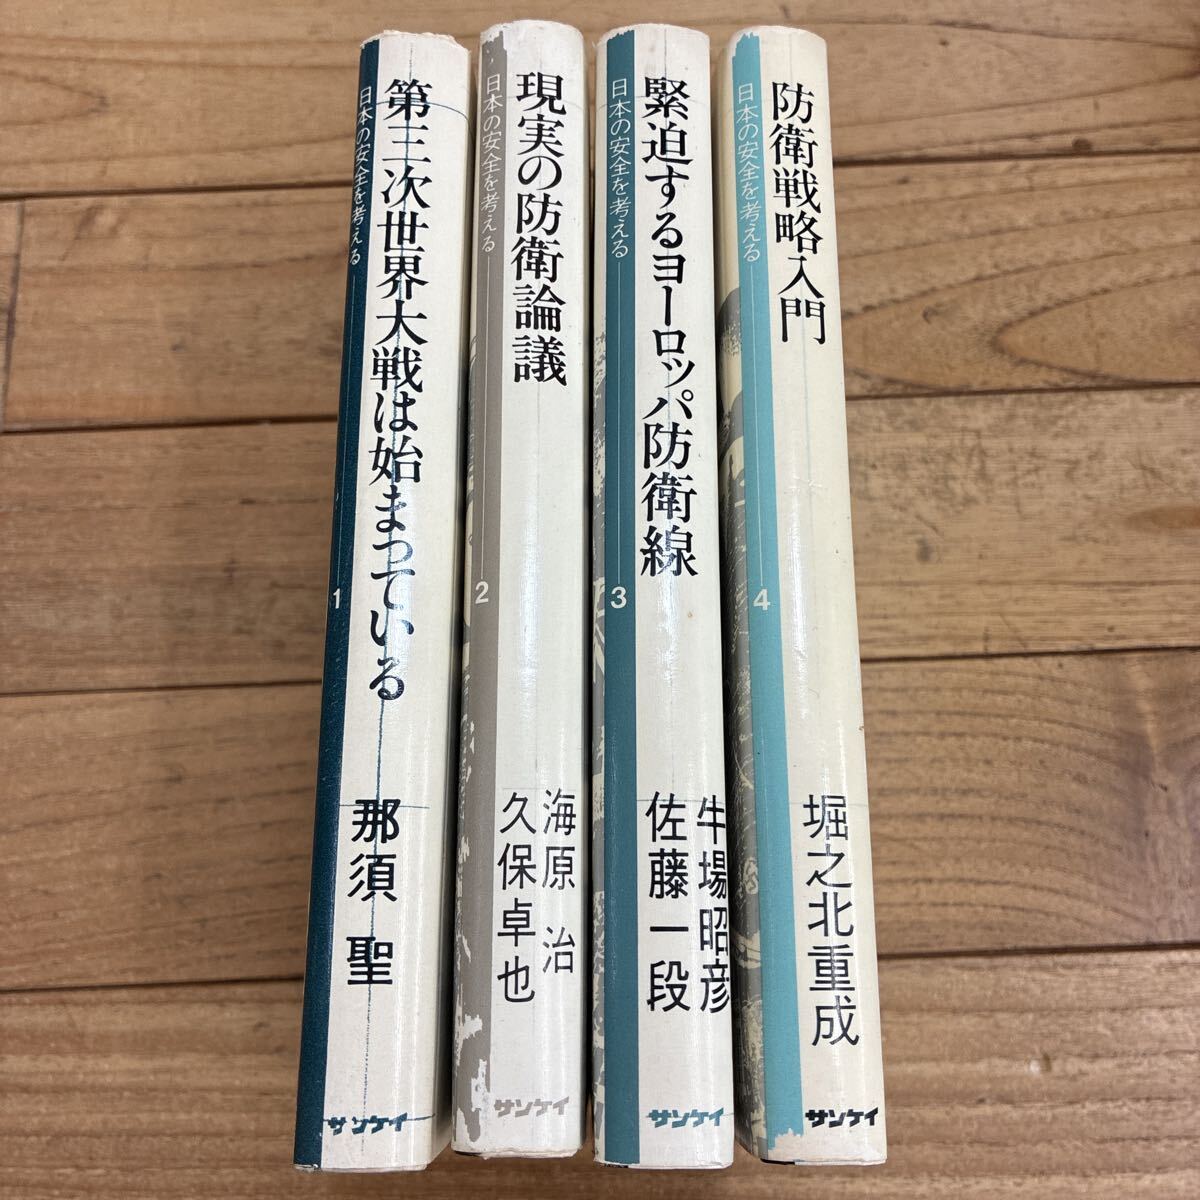 日本の安全を考える
1
第三次世界大戦は始まっている
那須 聖
サンケイ
日本の安全を考える
2
現実の防衛論議
海原 治
久保卓也
サンケイ
日本の安全を考える
3
緊迫するヨーロッパ防衛線
牛場昭彦
佐藤一段
サンケイ
日本の安全を考える
4
防衛戦略入門
堀之北重成
サンケイ